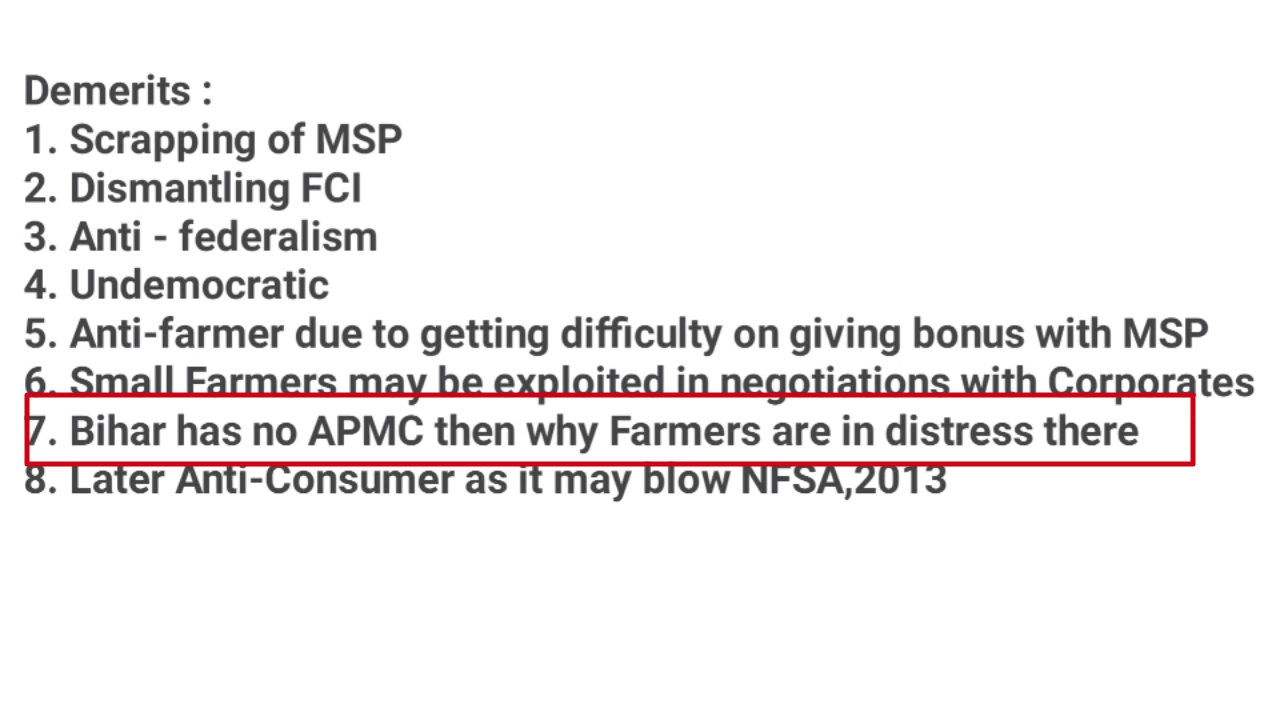 Demerits :
1. Scrapping of MSP
2. Dismantling FCI
3. Anti - federalism
4. Undemocratic
5. Anti-farmer due to getting difficulty on giving bonus with MSP
6. Small Farmers may be exploited in negotiations with Corporates
7. Bihar has no APMC then why Farmers are in distress there
8. Later Anti-Consumer as it may blow NFSA,2013